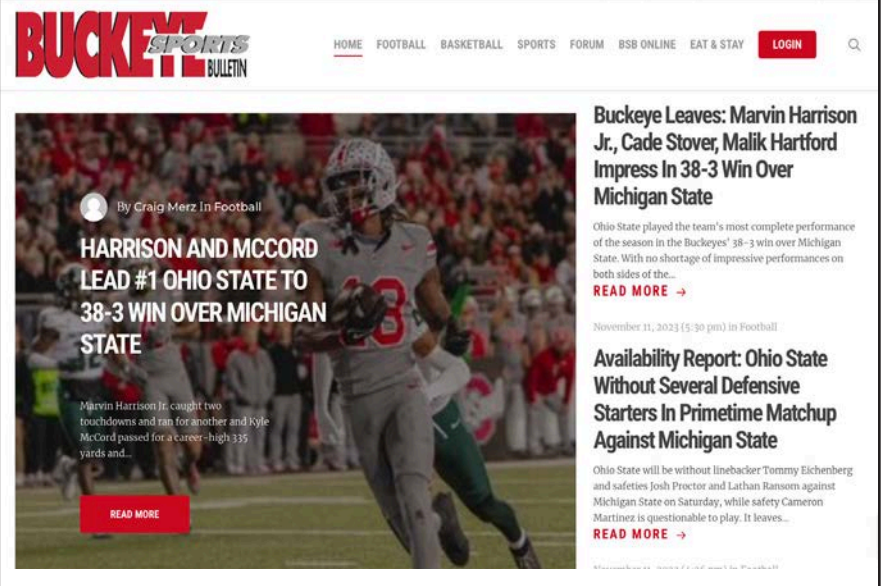 BUCKEYE
SPORTS
BULLETIN
HOME FOOTBALL BASKETBALL SPORTS FORUM BSB ONLINE EAT & STAY LOGIN
By Craig Merz In Football
HARRISON AND MCCORD
LEAD #1 OHIO STATE TO
38-3 WIN OVER MICHIGAN
STATE
Marvin Harrison Jr. caught two
touchdowns and ran for another and Kyle
McCord passed for a career-high 335
yards and...
READ MORE
18
Buckeye Leaves: Marvin Harrison
Jr., Cade Stover, Malik Hartford
Impress In 38-3 Win Over
Michigan State
Ohio State played the team's most complete performance
of the season in the Buckeyes' 38-3 win over Michigan
State. With no shortage of impressive performances on
both sides of the...
READ MORE →
November 11, 2023 (5:30 pm) in Football
Availability Report: Ohio State
Without Several Defensive
Starters In Primetime Matchup
Against Michigan State
Ohio State will be without linebacker Tommy Eichenberg
and safeties Josh Proctor and Lathan Ransom against
Michigan State on Saturday, while safety Cameron
Martinez is questionable to play. It leaves...
READ MORE →